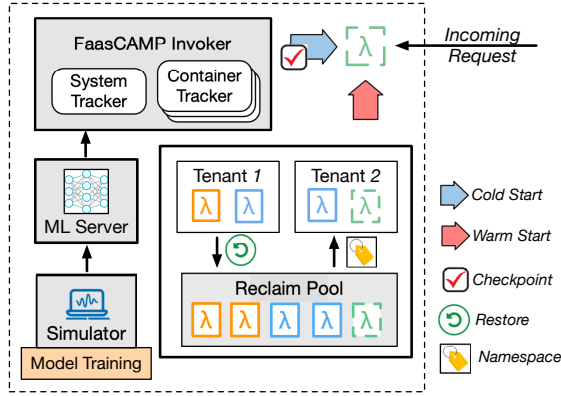 FaasCAMP Invoker
System
Tracker
Container
Tracker
λ
Incoming
Request
ML Server
Simulator
Model Training
Tenant 1
λ λ
Tenant 2
λ λ
Reclaim Pool
λ λ λ λ λ
Cold Start
Warm Start
Checkpoint
Restore
Namespace